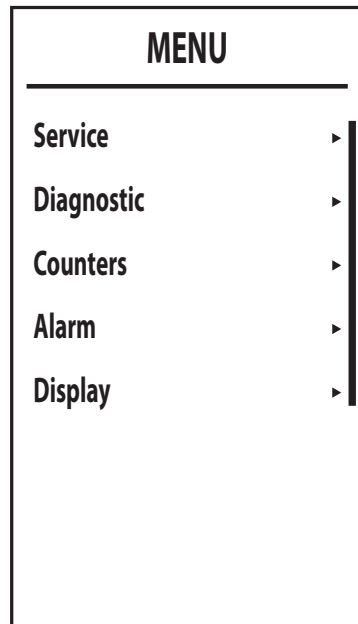 MENU
Service
Diagnostic
Counters
Alarm
Display